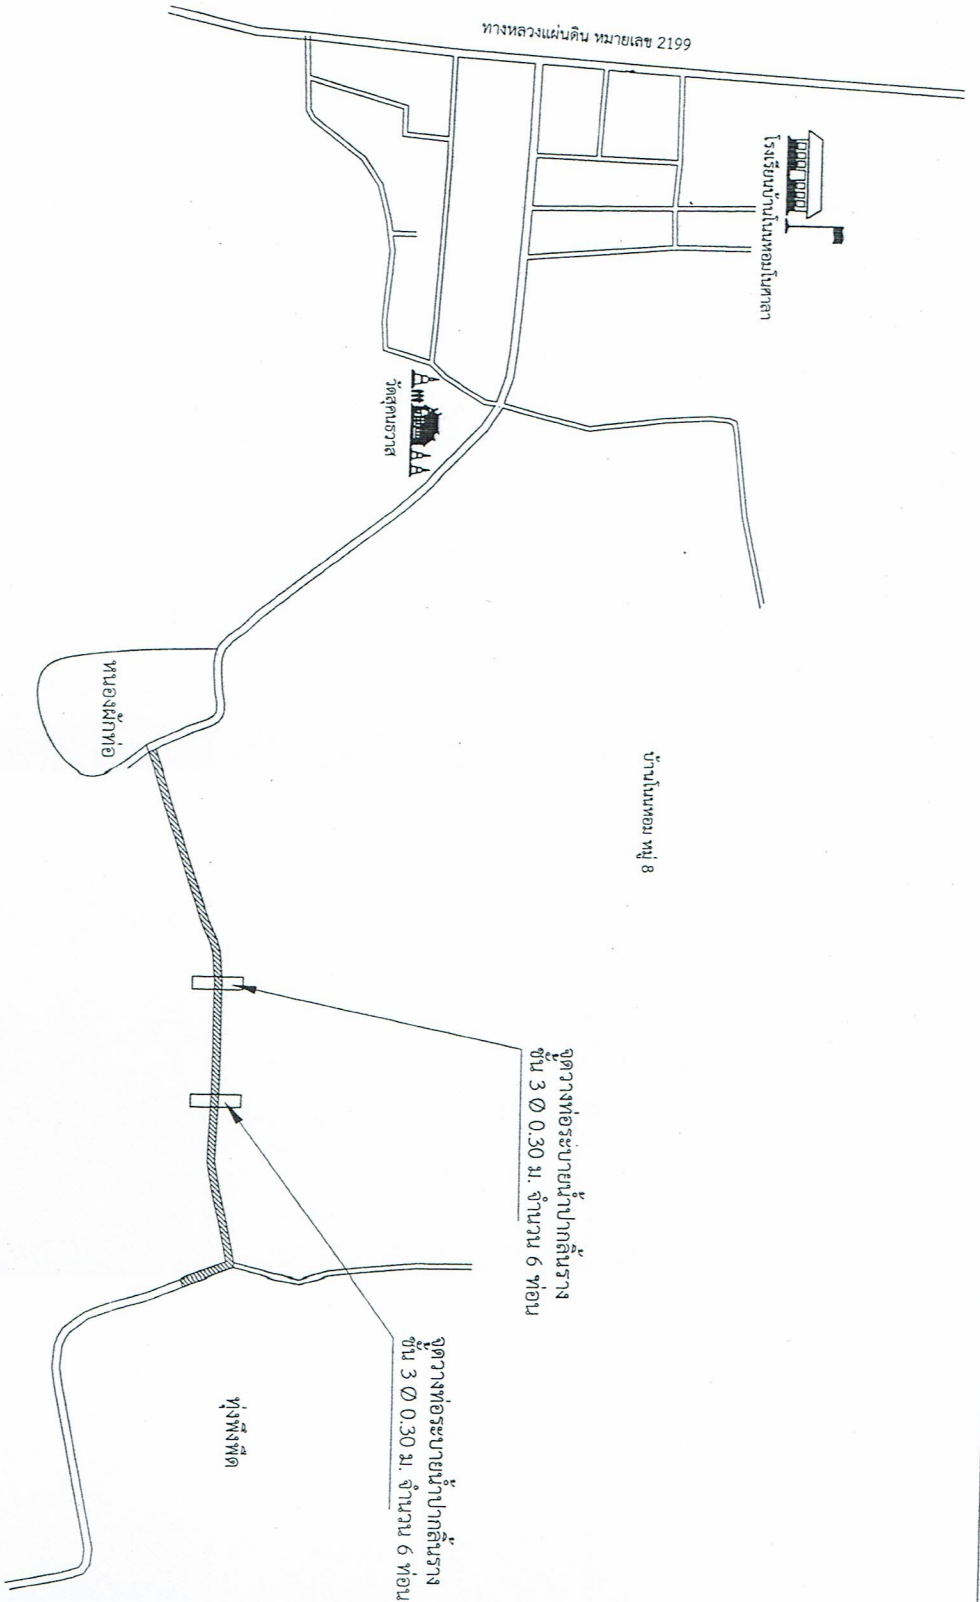 ทางหลวงแผ่นดิน หมายเลข 2199
โรงเรียนบ้านโนนหอมโนศาลา
วัดสุคนธวาส
บ้านโนนหอม หมู่ 8
หนองผักท่อ
จุดวางท่อระบายน้ำปากลิ้นราง
ชั้น 3 Ø 0.30 ม. จำนวน 6 ท่อน
จุดวางท่อระบายน้ำปากลิ้นราง
ชั้น 3 Ø 0.30 ม. จำนวน 6 ท่อน
ทุ่งพึงพืด